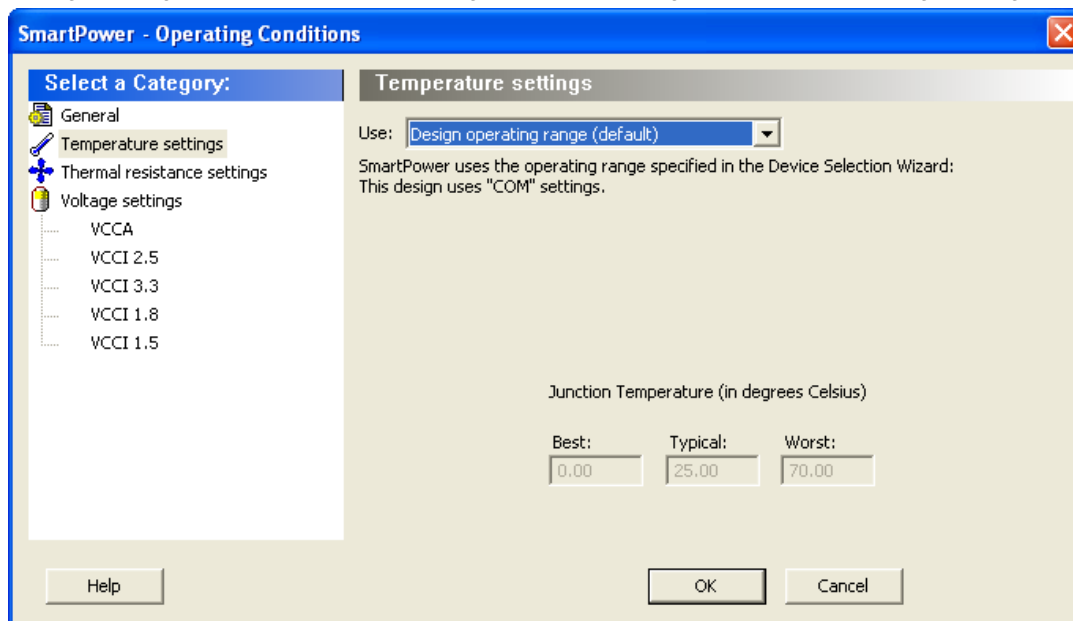 SmartPower - Operating Conditions
Select a Category:
General
Temperature settings
Thermal resistance settings
Voltage settings
VCCA
VCCI 2.5
VCCI 3.3
VCCI 1.8
VCCI 1.5
Temperature settings
Use: Design operating range (default)
SmartPower uses the operating range specified in the Device Selection Wizard:
This design uses "COM" settings.
Junction Temperature (in degrees Celsius)
Best: Typical: Worst:
0.00 25.00 70.00
Help OK Cancel